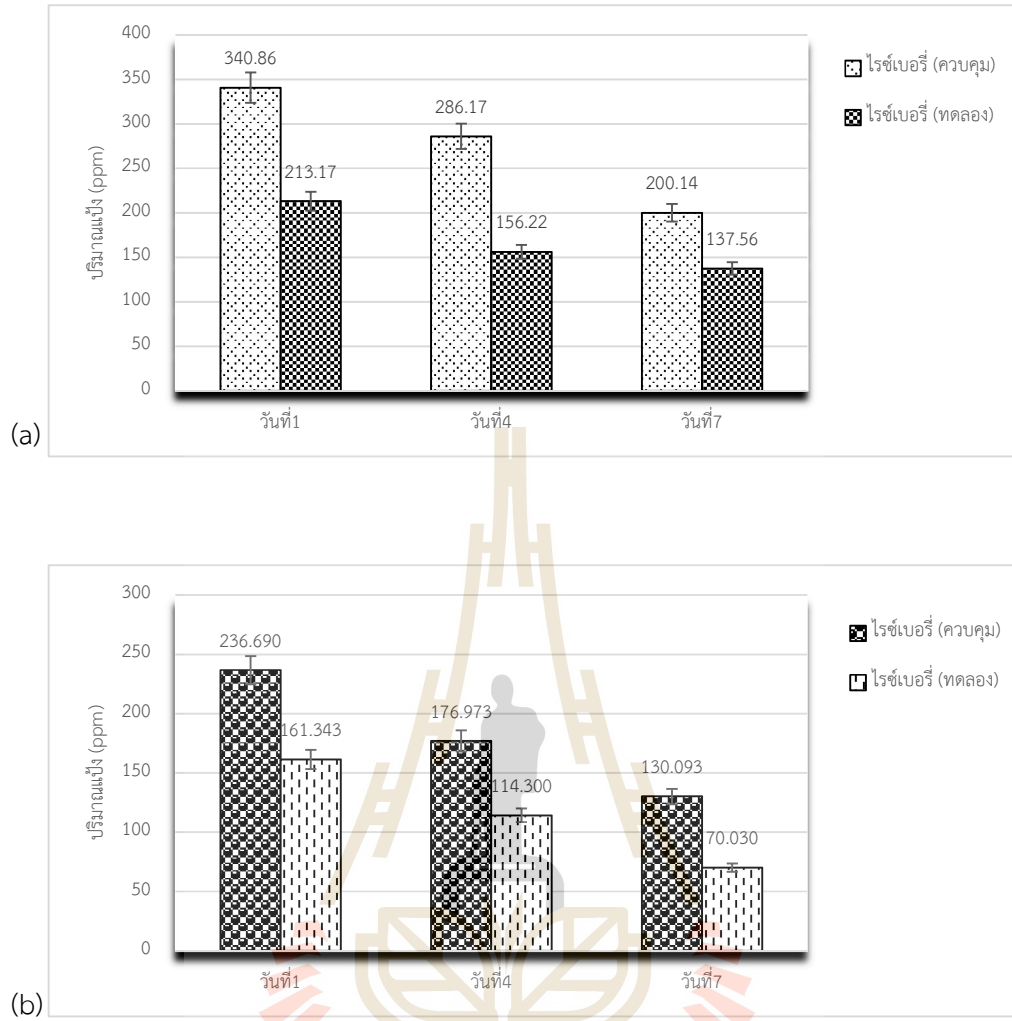 400
350
300
250
200
150
100
50
0
ปริมาณแป้ง (ppm)
340.86
213.17
286.17
156.22
200.14
137.56
วันที่1
วันที่4
วันที่7
ไรซ์เบอรี่ (ควบคุม)
ไรซ์เบอรี่ (ทดลอง)
(a)
300
250
200
150
100
50
0
ปริมาณแป้ง (ppm)
236.690
161.343
176.973
114.300
130.093
70.030
วันที่1
วันที่4
วันที่7
ไรซ์เบอรี่ (ควบคุม)
ไรซ์เบอรี่ (ทดลอง)
(b)